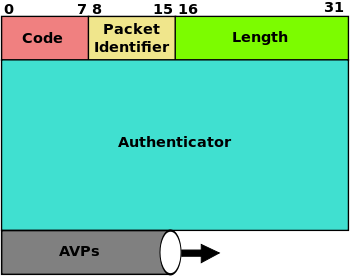 0 7 8 15 16 31
Code
Packet
Identifier
Length
Authenticator
AVPs